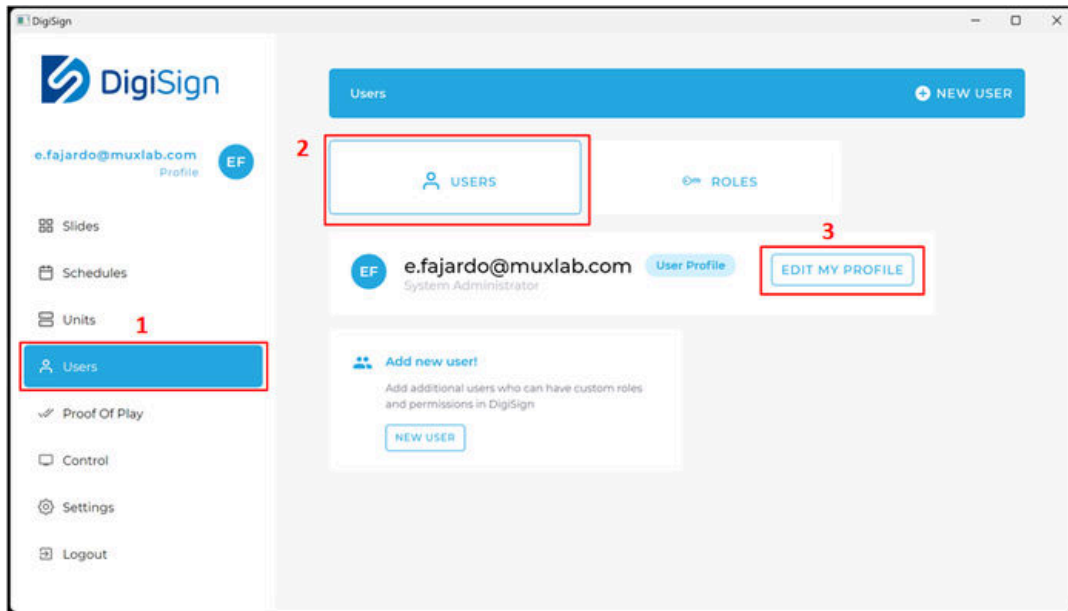 DigiSign
DigiSign
e.fajardo@muxlab.com
Profile
EF
Slides
Schedules
Units
1
Users
Proof Of Play
Control
Settings
Logout
Users
NEW USER
2
USERS
ROLES
3
EF
e.fajardo@muxlab.com
User Profile
EDIT MY PROFILE
System Administrator
Add new user!
Add additional users who can have custom roles
and permissions in DigiSign
NEW USER